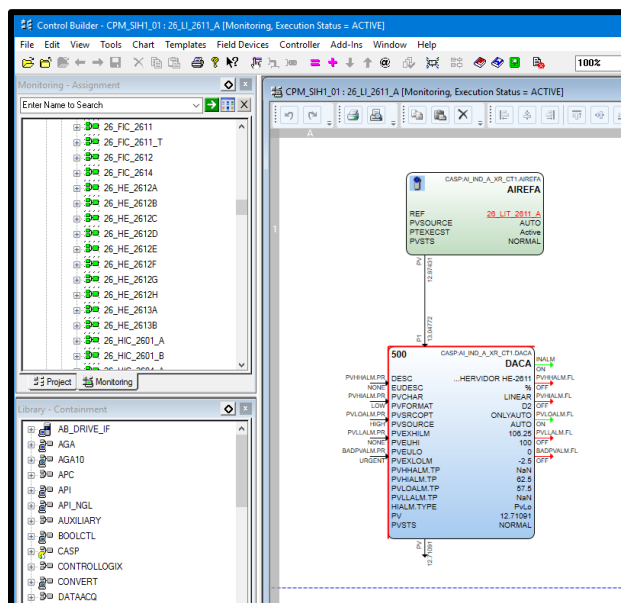 Control Builder - CPM_SIH1_01 : 26_LI_2611_A [Monitoring, Execution Status = ACTIVE]
File Edit View Tools Chart Templates Field Devices Controller Add-Ins Window Help
100%
Monitoring - Assignment
Enter Name to Search
26_FIC_2611
26_FIC_2611_T
26_FIC_2612
26_FIC_2614
26_HE_2612A
26_HE_2612B
26_HE_2612C
26_HE_2612D
26_HE_2612E
26_HE_2612F
26_HE_2612G
26_HE_2612H
26_HE_2613A
26_HE_2613B
26_HIC_2601_A
26_HIC_2601_B
Project Monitoring
Library - Containment
AB_DRIVE_IF
AGA
AGA10
APC
API
API_NGL
AUXILIARY
BOOLCTL
CASP
CONTROLLOGIX
CONVERT
DATAACQ
CPM_SIH1_01 : 26_LI_2611_A [Monitoring, Execution Status = ACTIVE]
A
1
CASP:AI_IND_A_XR_CT1.AIREFA
AIREFA
REF 26_LIT_2611_A
PVSOURCE AUTO
PTEXECST Active
PVSTS NORMAL
PV 12.97431
P1 13.04772
500 CASP:AI_IND_A_XR_CT1.DACA
DACA
INALM
ON
PVHHALM.PR
NONE
PVHIALM.PR
LOW
PVLOALM.PR
HIGH
PVLLALM.PR
NONE
BADPVALM.PR
URGENT
DESC ...HERVIDOR HE-2611
EUDESC %
PVCHAR LINEAR
PVFORMAT D2
PVSRCOPT ONLYAUTO
PVSOURCE AUTO
PVEXHILM 106.25
PVEUHI 100
PVEULO 0
PVEXLOLM -2.5
PVHHALM.TP NaN
PVHIALM.TP 62.5
PVLOALM.TP 57.5
PVLLALM.TP NaN
HIALM.TYPE PvLo
PV 12.71091
PVSTS NORMAL
PVHHALM.FL
OFF
PVHIALM.FL
OFF
PVLOALM.FL
ON
PVLLALM.FL
OFF
BADPVALM.FL
OFF
PV 12.71091